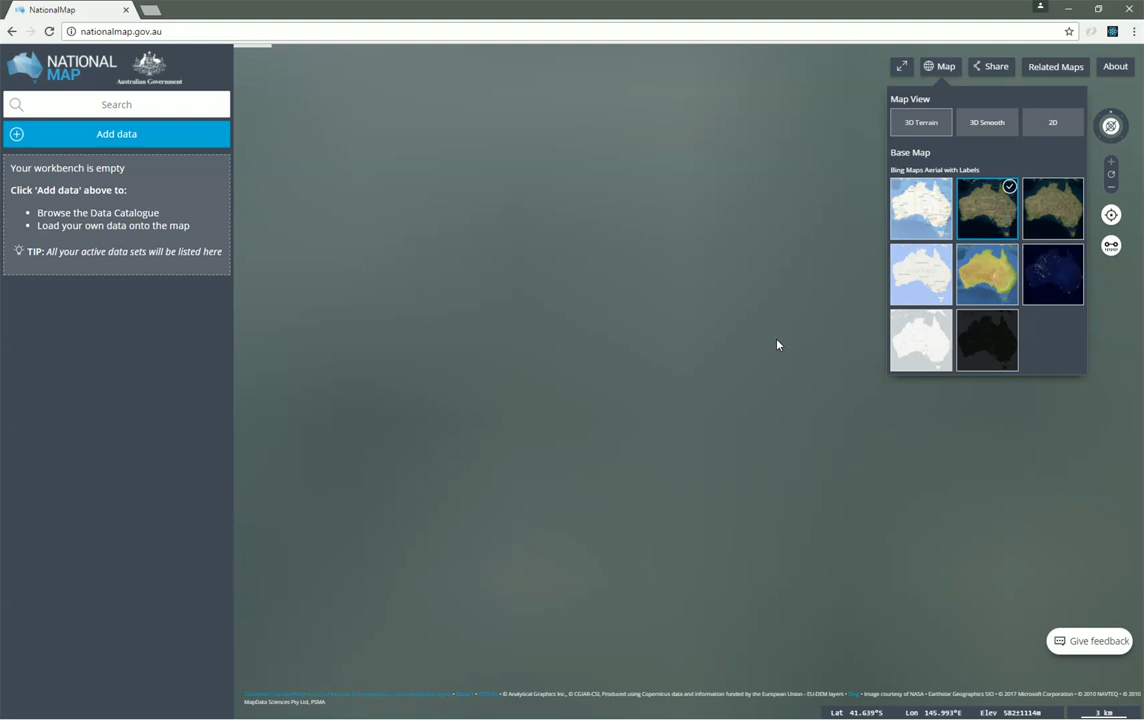 NationalMap
nationalmap.gov.au
NATIONAL
MAP
Australian Government
Search
Add data
Your workbench is empty
Click 'Add data' above to:
• Browse the Data Catalogue
• Load your own data onto the map
TIP: All your active data sets will be listed here
Map
Share
Related Maps
About
Map View
3D Terrain
3D Smooth
2D
Base Map
Bing Maps Aerial with Labels
Give feedback
• © Analytical Graphics Inc., © CGIAR-CSI, Produced using Copernicus data and information funded by the European Union - EU-DEM layers • Bing • Image courtesy of NASA • Earthstar Geographics SIO • © 2017 Microsoft Corporation • © 2010 NAVTEQ • © 2010
MapData Sciences Pty Ltd, PSMA
Lat 41.639°S Lon 145.993°E Elev 582±1114m 3 km